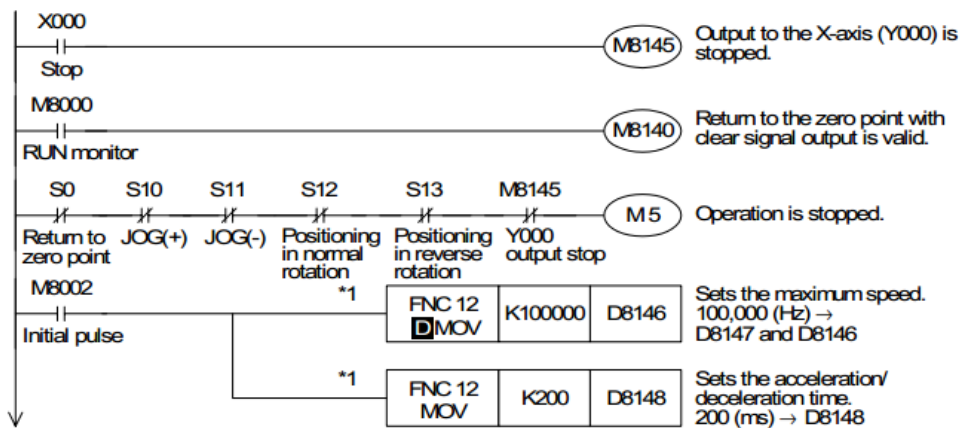 X000
Stop
M8145
Output to the X-axis (Y000) is
stopped.
M8000
RUN monitor
M8140
Return to the zero point with
clear signal output is valid.
S0 S10 S11 S12 S13 M8145
Return to
zero point
JOG(+)
JOG(-)
Positioning
in normal
rotation
Positioning
in reverse
rotation
Y000
output stop
M5
Operation is stopped.
M8002
Initial pulse
*1
FNC 12
DMOV
K100000
D8146
Sets the maximum speed.
100,000 (Hz) →
D8147 and D8146
*1
FNC 12
MOV
K200
D8148
Sets the acceleration/
deceleration time.
200 (ms) → D8148